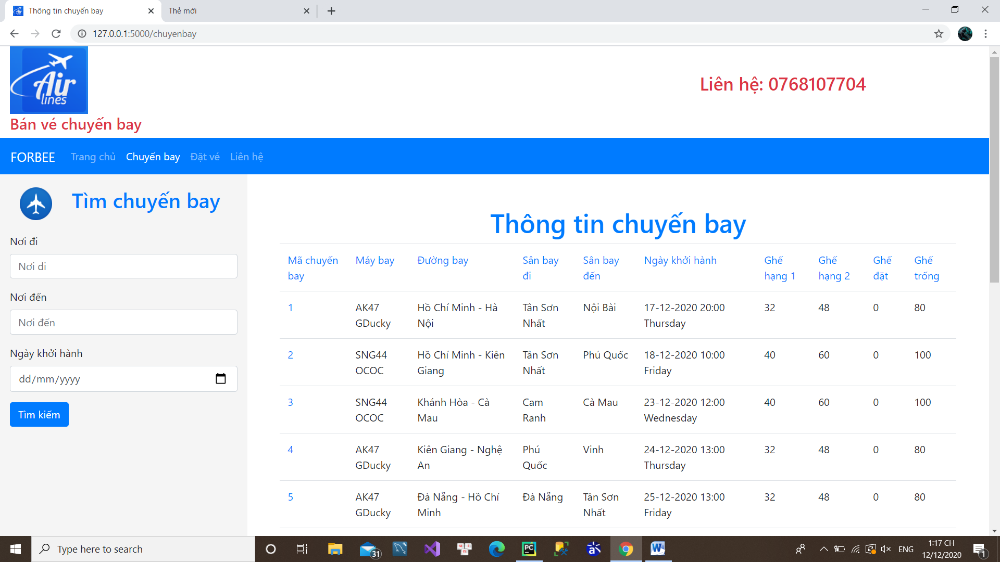 Thông tin chuyến bay
Thẻ mới
127.0.0.1:5000/chuyenbay
Air
lines
Liên hệ: 0768107704
Bán vé chuyến bay
FORBEE Trang chủ Chuyến bay Đặt vé Liên hệ
Tìm chuyến bay
Nơi đi
Nơi di
Nơi đến
Nơi đến
Ngày khởi hành
dd/mm/yyyy
Tìm kiếm
Thông tin chuyến bay
Mã chuyến Máy bay Đường bay Sân bay Sân bay Ngày khởi hành Ghế Ghế Ghế Ghế
bay đi đến hạng 1 hạng 2 đặt trống
1 AK47 Hồ Chí Minh - Hà Tân Sơn Nội Bài 17-12-2020 20:00 32 48 0 80
GDucky Nội Nhất Thursday
2 SNG44 Hồ Chí Minh - Kiên Tân Sơn Phú Quốc 18-12-2020 10:00 40 60 0 100
OCOC Giang Nhất Friday
3 SNG44 Khánh Hòa - Cà Cam Cà Mau 23-12-2020 12:00 40 60 0 100
OCOC Mau Ranh Wednesday
4 AK47 Kiên Giang - Nghệ Phú Vinh 24-12-2020 13:00 32 48 0 80
GDucky An Quốc Thursday
5 AK47 Đà Nẵng - Hồ Chí Đà Nẵng Tân Sơn 25-12-2020 13:00 32 48 0 80
GDucky Minh Nhất Friday
Type here to search
31
PC
W
ENG
1:17 CH
12/12/2020
1